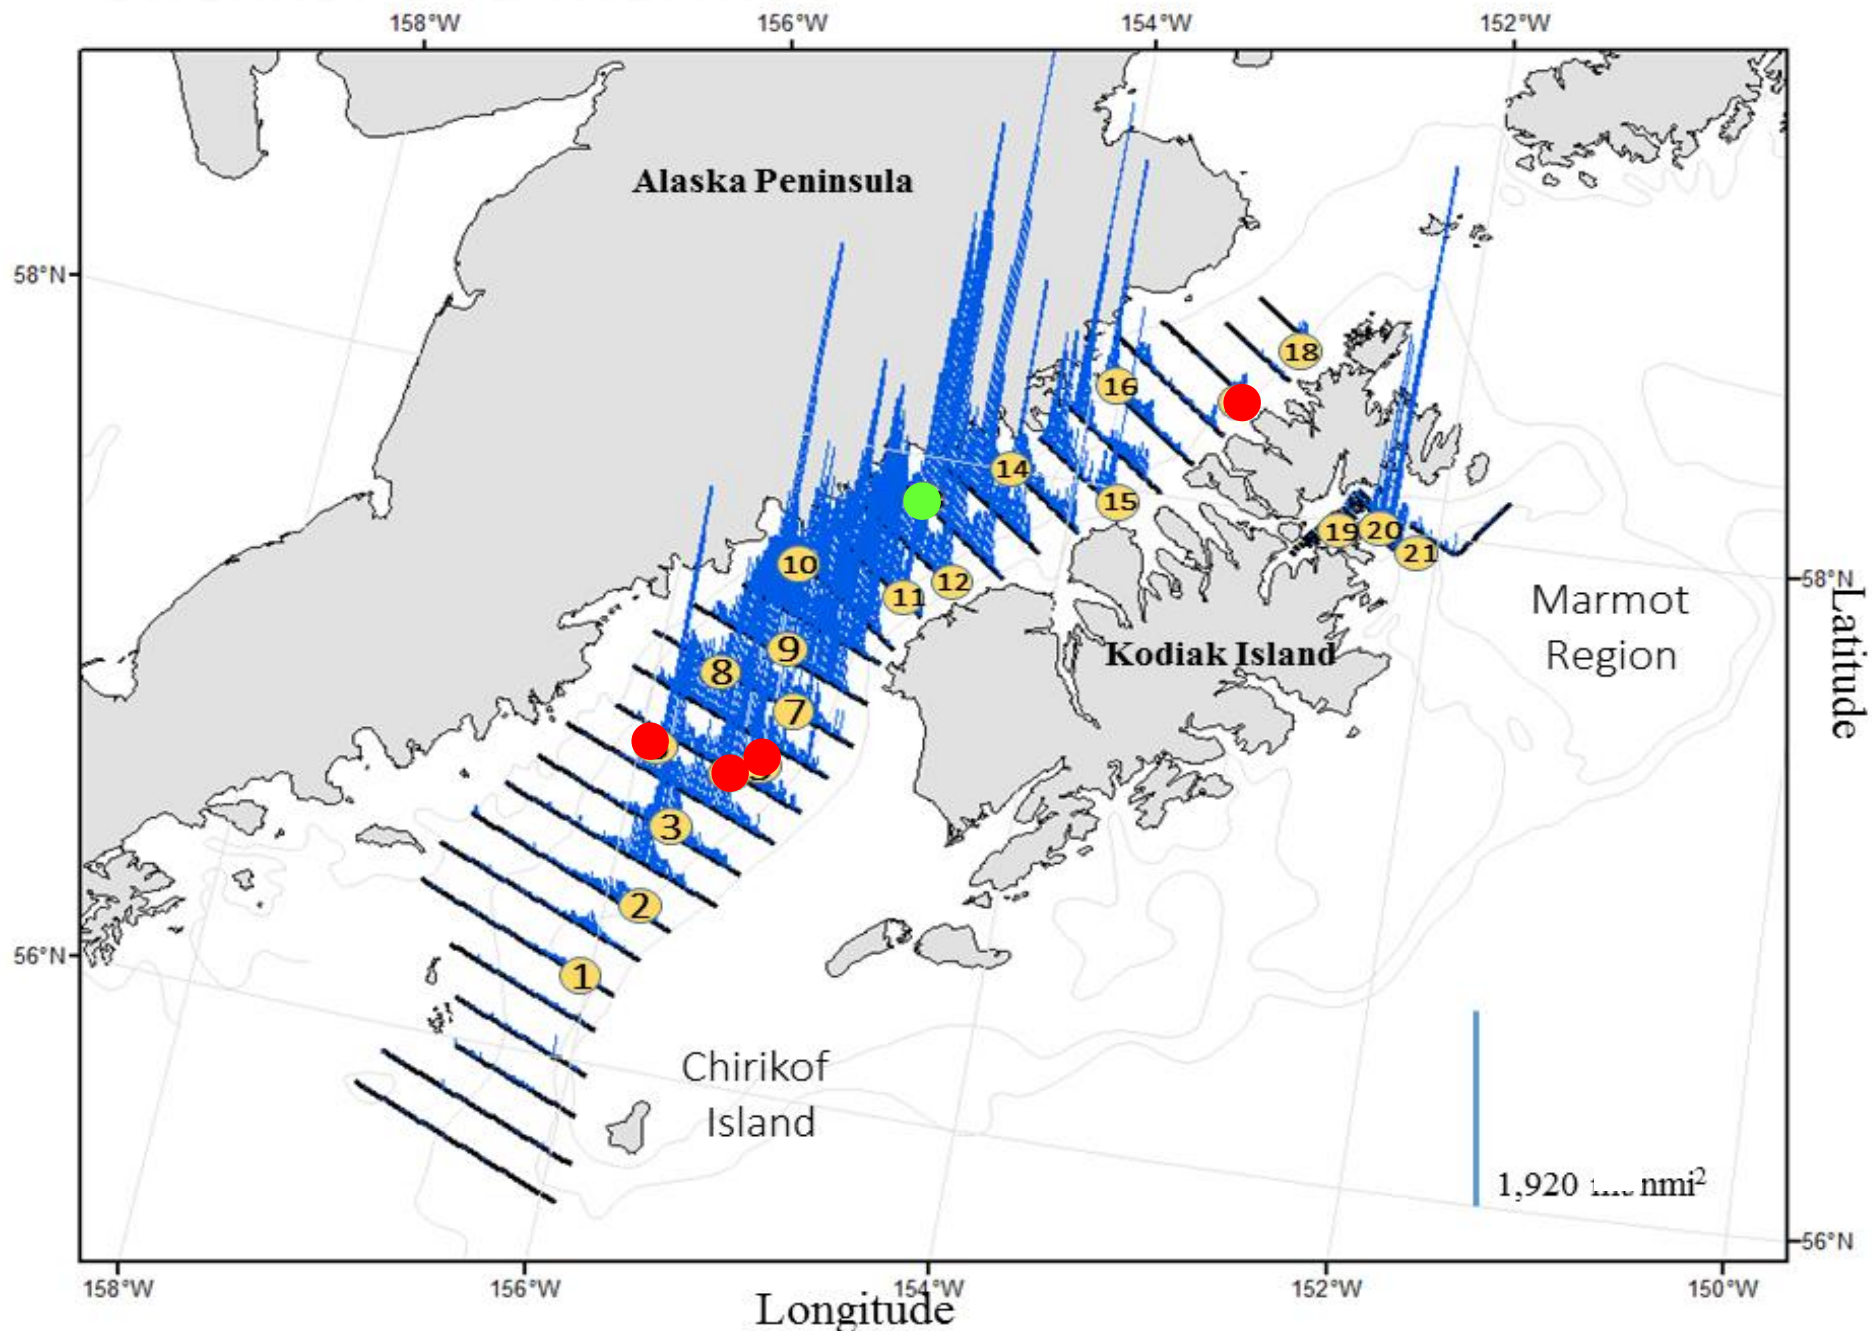 158°W 156°W 154°W 152°W
Alaska Peninsula
58°N
18
16
14
15
19 20 21
10
12
11
58°N
Marmot
Region
9
Kodiak Island
8
7
Latitude
3
2
56°N
1
Chirikof
Island
1,920 nmi²
56°N
158°W 156°W 154°W 152°W 150°W
Longitude